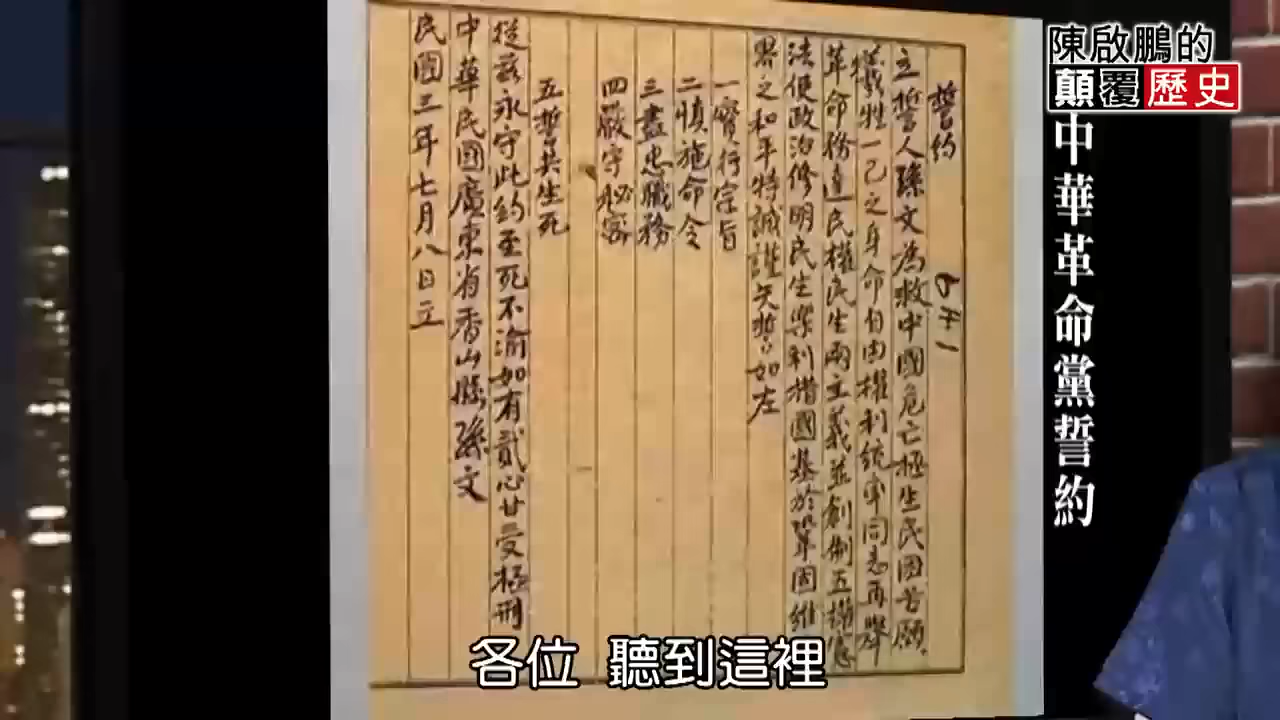 陳啟鵬的
顛覆歷史
中華革命黨誓約
誓約
立誓人孫文為救中國危亡拯生民困苦願
犧牲一己之身命自由權利統率同志再舉
革命務達民權民生兩主義並創制五權憲
法使政治修明民生樂利措國基於鞏固維
界之和平特誠謹矢誓如左
一實行宗旨
二慎施命令
三盡忠職務
四嚴守秘密
五誓共生死
從茲永守此約至死不渝如有貳心甘受極刑
中華民國廣東省香山縣孫文
民國三年七月八日立
各位 聽到這裡